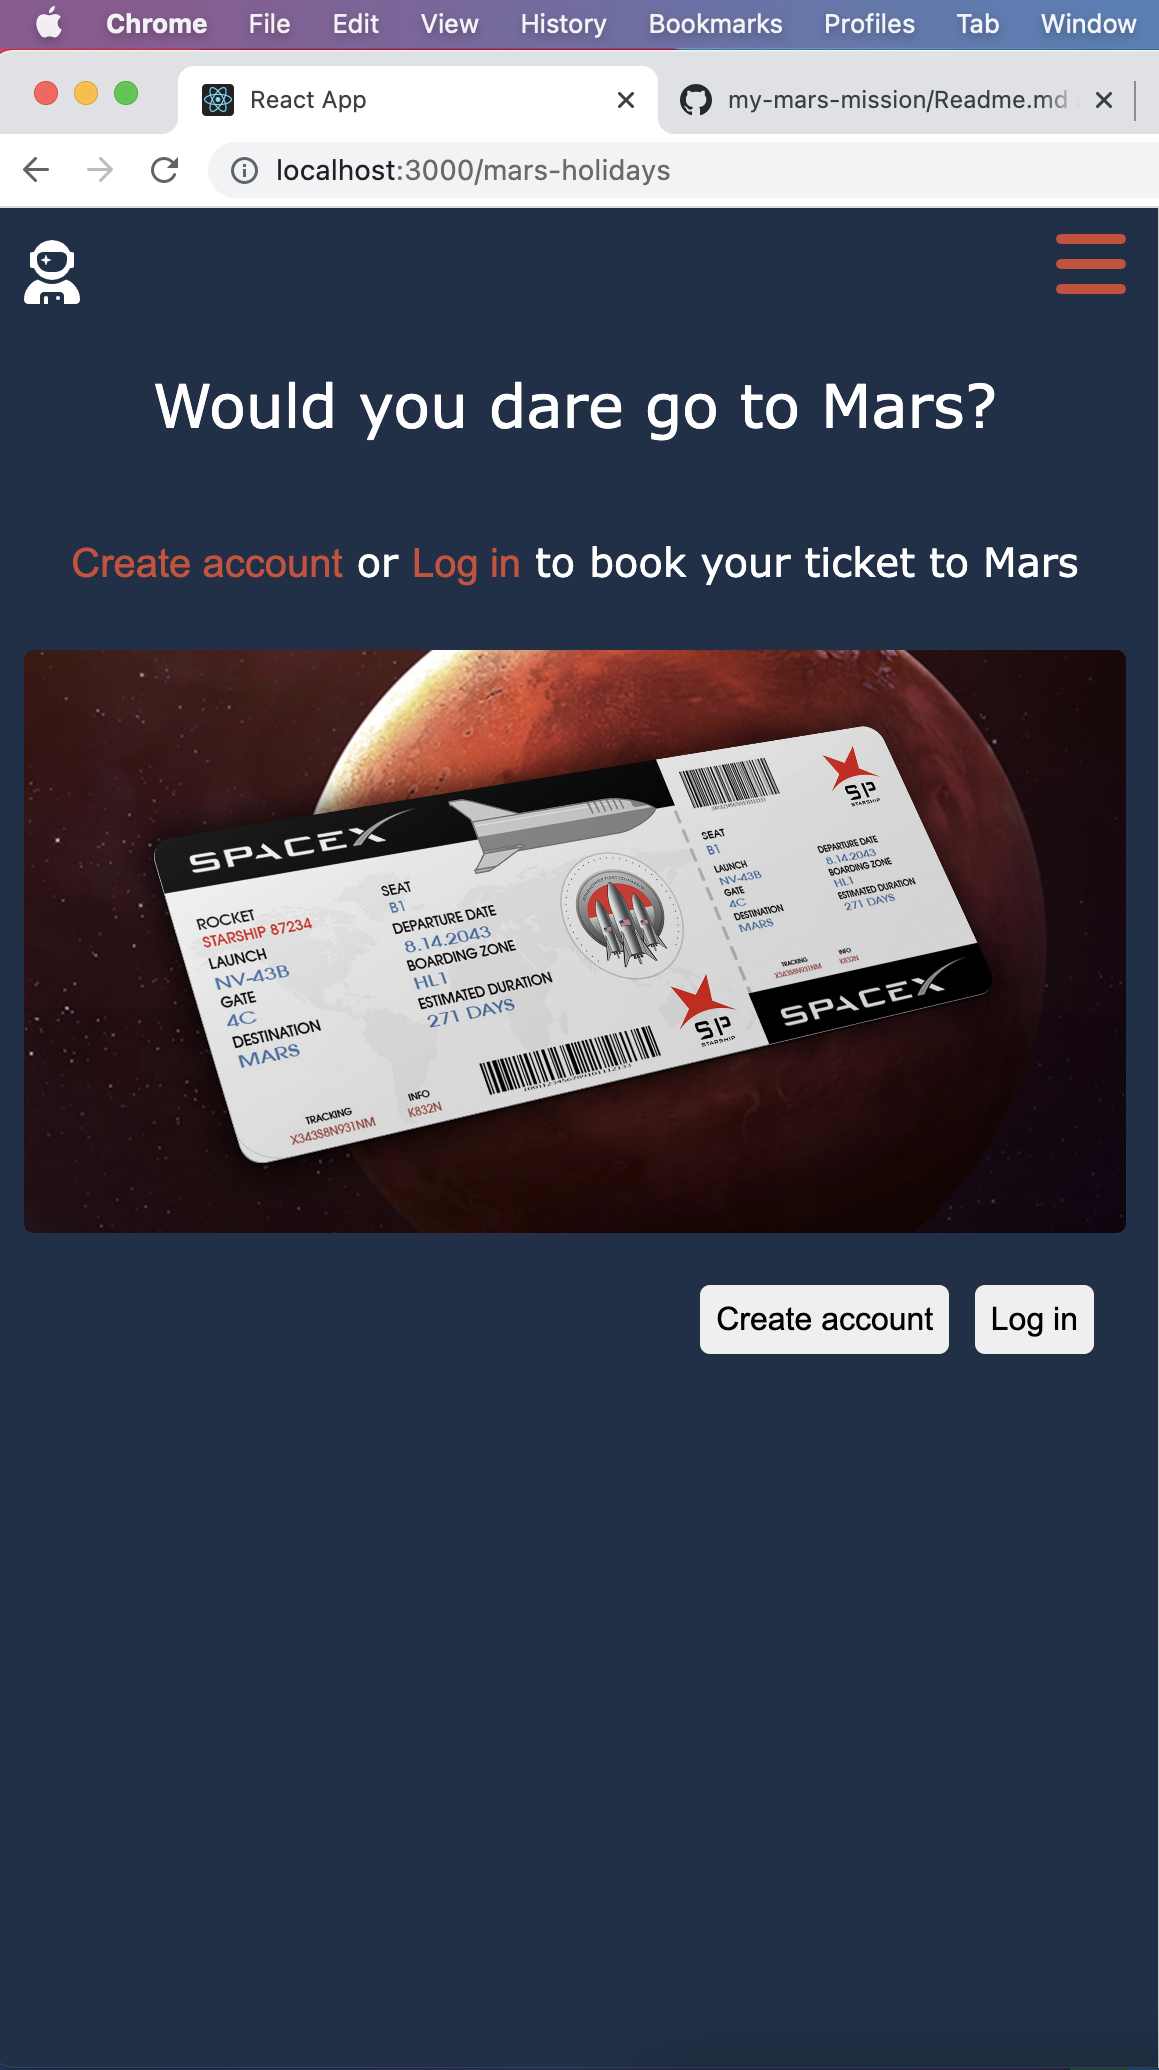 Chrome File Edit View History Bookmarks Profiles Tab Window
React App
my-mars-mission/Readme.md
localhost:3000/mars-holidays
Would you dare go to Mars?
Create account or Log in to book your ticket to Mars
SPACEX
ROCKET
STARSHIP 87234
LAUNCH
NV-43B
GATE
4C
DESTINATION
MARS
SEAT
B1
DEPARTURE DATE
8.14.2043
BOARDING ZONE
HL1
ESTIMATED DURATION
271 DAYS
TRACKING
X343S8N931NM
INFO
K832N
SP
STARSHIP
SP
STARSHIP
SEAT
B1
LAUNCH
NV-43B
GATE
4C
DESTINATION
MARS
DEPARTURE DATE
8.14.2043
BOARDING ZONE
HL1
ESTIMATED DURATION
271 DAYS
TRACKING
X343S8N931NM
INFO
K832N
SPACEX
Create account
Log in